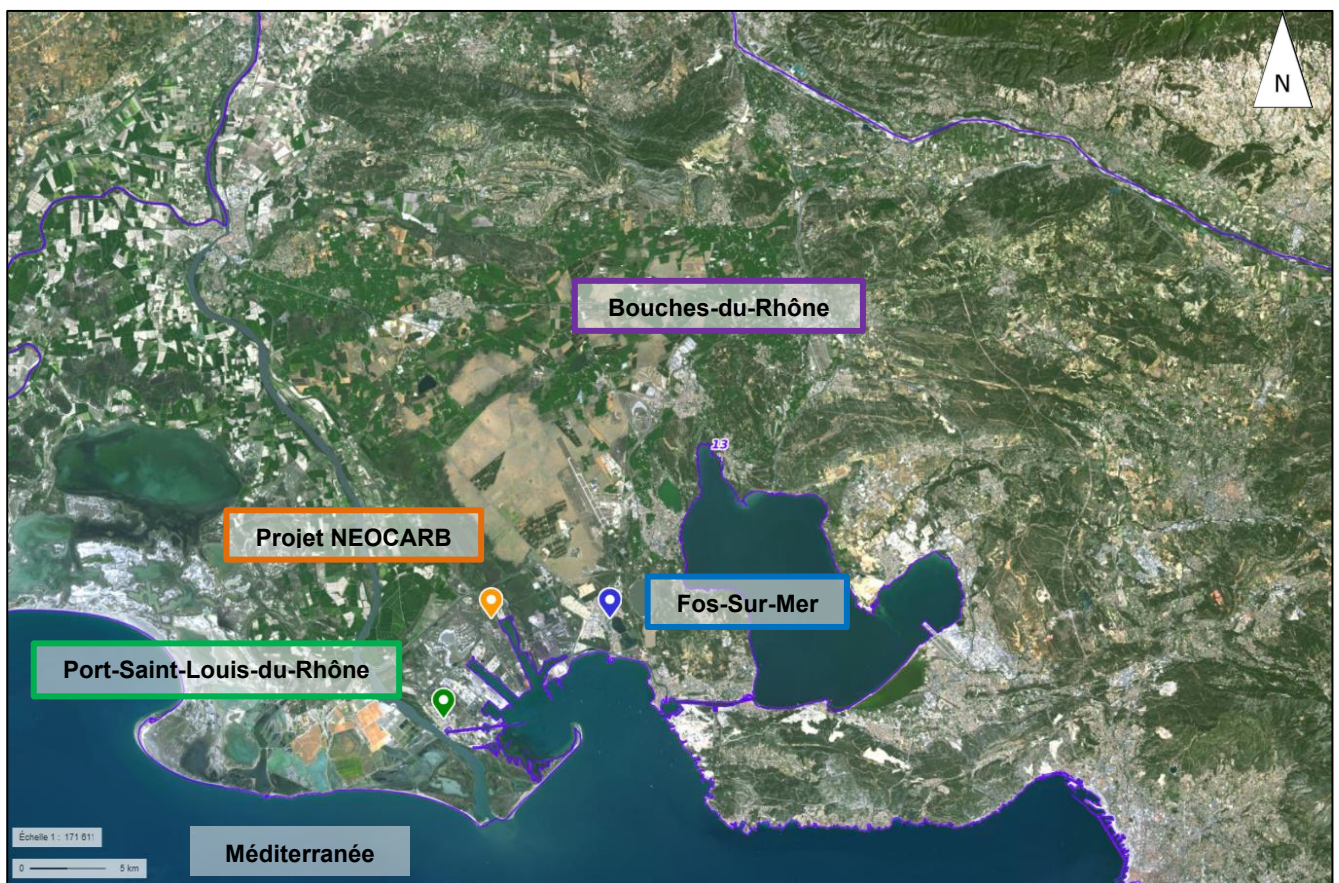 N
Bouches-du-Rhône
13
Projet NEOCARB
Fos-Sur-Mer
Port-Saint-Louis-du-Rhône
Échelle 1 : 171 611
Méditerranée
0 5 km